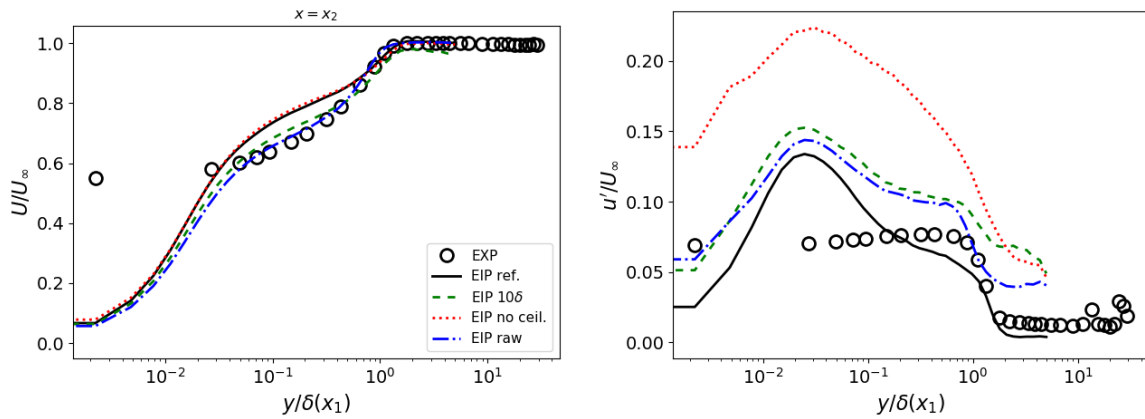 x = x₂
U/U∞
1.0
0.8
0.6
0.4
0.2
0.0
EXP
EIP ref.
EIP 10δ
EIP no ceil.
EIP raw
10⁻² 10⁻¹ 10⁰ 10¹
y/δ(x₁)
u′/U∞
0.20
0.15
0.10
0.05
0.00
10⁻² 10⁻¹ 10⁰ 10¹
y/δ(x₁)